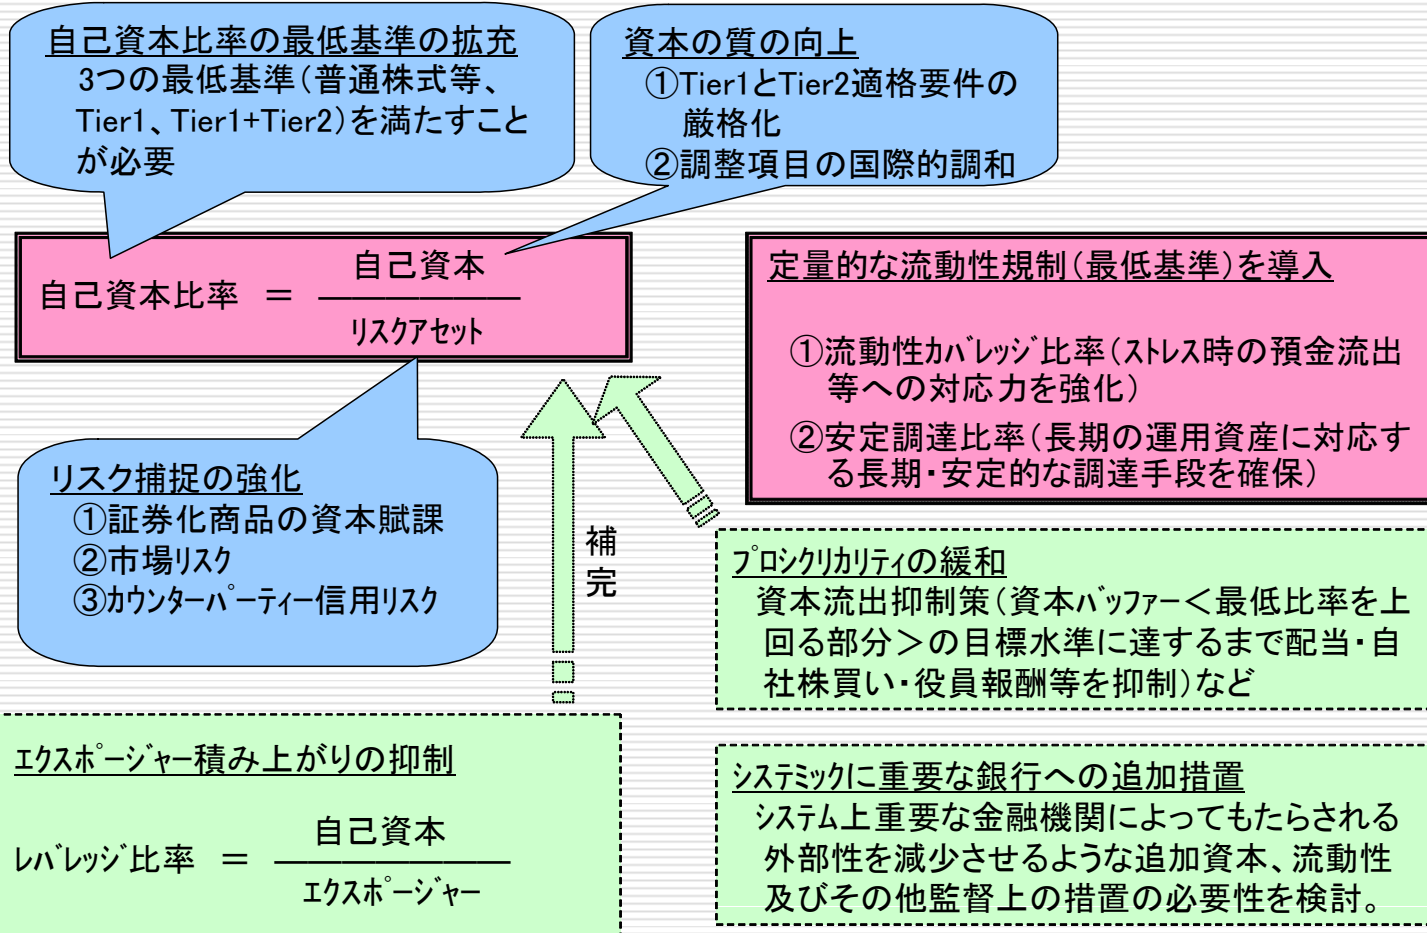 自己資本比率の最低基準の拡充
3つの最低基準(普通株式等、
Tier1、Tier1+Tier2)を満たすこと
が必要
資本の質の向上
①Tier1とTier2適格要件の
厳格化
②調整項目の国際的調和
自己資本
自己資本比率 = ――――――
リスクアセット
定量的な流動性規制(最低基準)を導入
①流動性ｶﾊﾞﾚｯｼﾞ比率(ストレス時の預金流出
等への対応力を強化)
②安定調達比率(長期の運用資産に対応す
る長期・安定的な調達手段を確保)
リスク捕捉の強化
①証券化商品の資本賦課
②市場リスク
③カウンターパーティー信用リスク
補
完
ﾌﾟﾛｼｸﾘｶﾘﾃｨの緩和
資本流出抑制策(資本ﾊﾞｯﾌｧｰ＜最低比率を上
回る部分＞の目標水準に達するまで配当・自
社株買い・役員報酬等を抑制)など
ｴｸｽﾎﾟｰｼﾞｬｰ積み上がりの抑制
自己資本
ﾚﾊﾞﾚｯｼﾞ比率 = ―――――――
ｴｸｽﾎﾟｰｼﾞｬｰ
ｼｽﾃﾐｯｸに重要な銀行への追加措置
ｼｽﾃﾑ上重要な金融機関によってもたらされる
外部性を減少させるような追加資本、流動性
及びその他監督上の措置の必要性を検討。